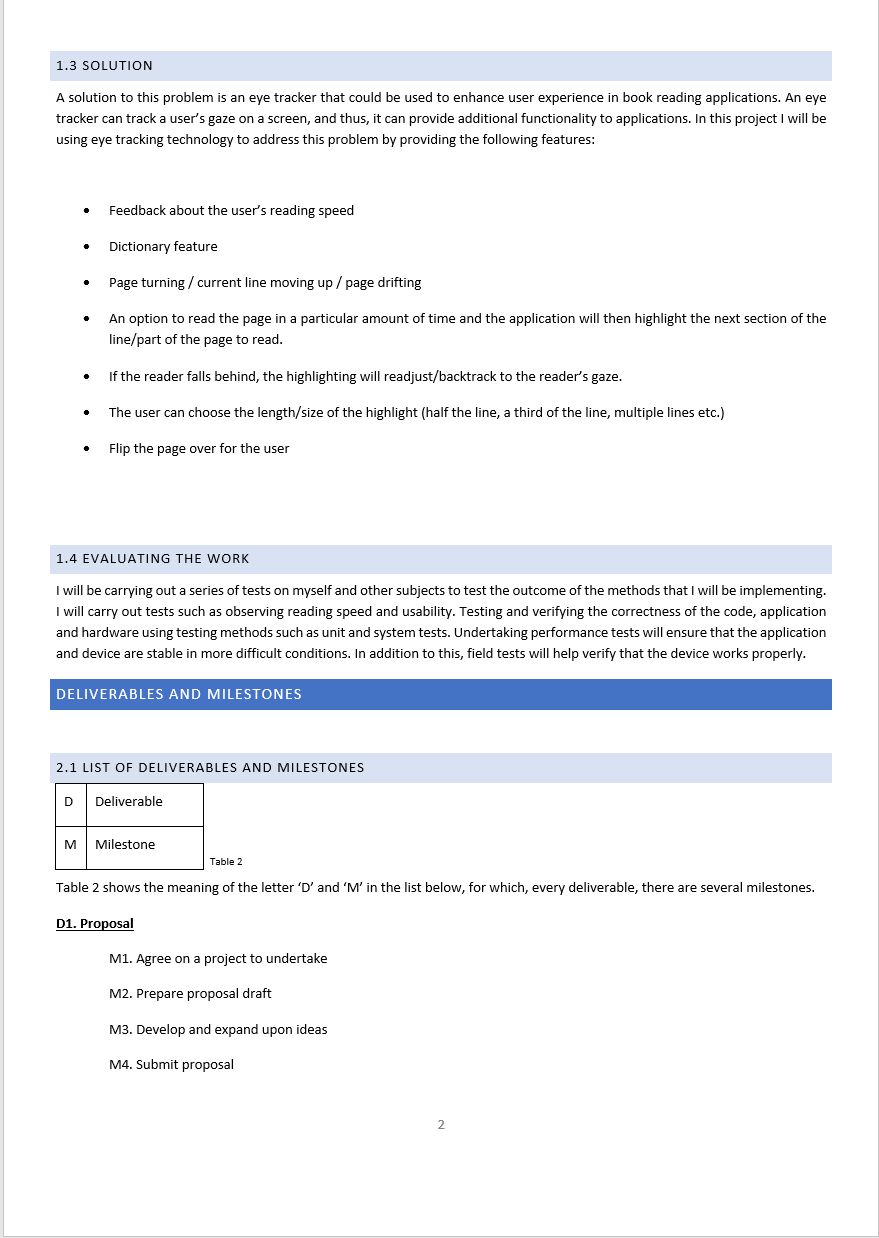 1.3 SOLUTION
A solution to this problem is an eye tracker that could be used to enhance user experience in book reading applications. An eye
tracker can track a user’s gaze on a screen, and thus, it can provide additional functionality to applications. In this project I will be
using eye tracking technology to address this problem by providing the following features:
• Feedback about the user’s reading speed
• Dictionary feature
• Page turning / current line moving up / page drifting
• An option to read the page in a particular amount of time and the application will then highlight the next section of the
line/part of the page to read.
• If the reader falls behind, the highlighting will readjust/backtrack to the reader’s gaze.
• The user can choose the length/size of the highlight (half the line, a third of the line, multiple lines etc.)
• Flip the page over for the user
1.4 EVALUATING THE WORK
I will be carrying out a series of tests on myself and other subjects to test the outcome of the methods that I will be implementing.
I will carry out tests such as observing reading speed and usability. Testing and verifying the correctness of the code, application
and hardware using testing methods such as unit and system tests. Undertaking performance tests will ensure that the application
and device are stable in more difficult conditions. In addition to this, field tests will help verify that the device works properly.
DELIVERABLES AND MILESTONES
2.1 LIST OF DELIVERABLES AND MILESTONES
D Deliverable
M Milestone
Table 2
Table 2 shows the meaning of the letter ‘D’ and ‘M’ in the list below, for which, every deliverable, there are several milestones.
D1. Proposal
M1. Agree on a project to undertake
M2. Prepare proposal draft
M3. Develop and expand upon ideas
M4. Submit proposal
2